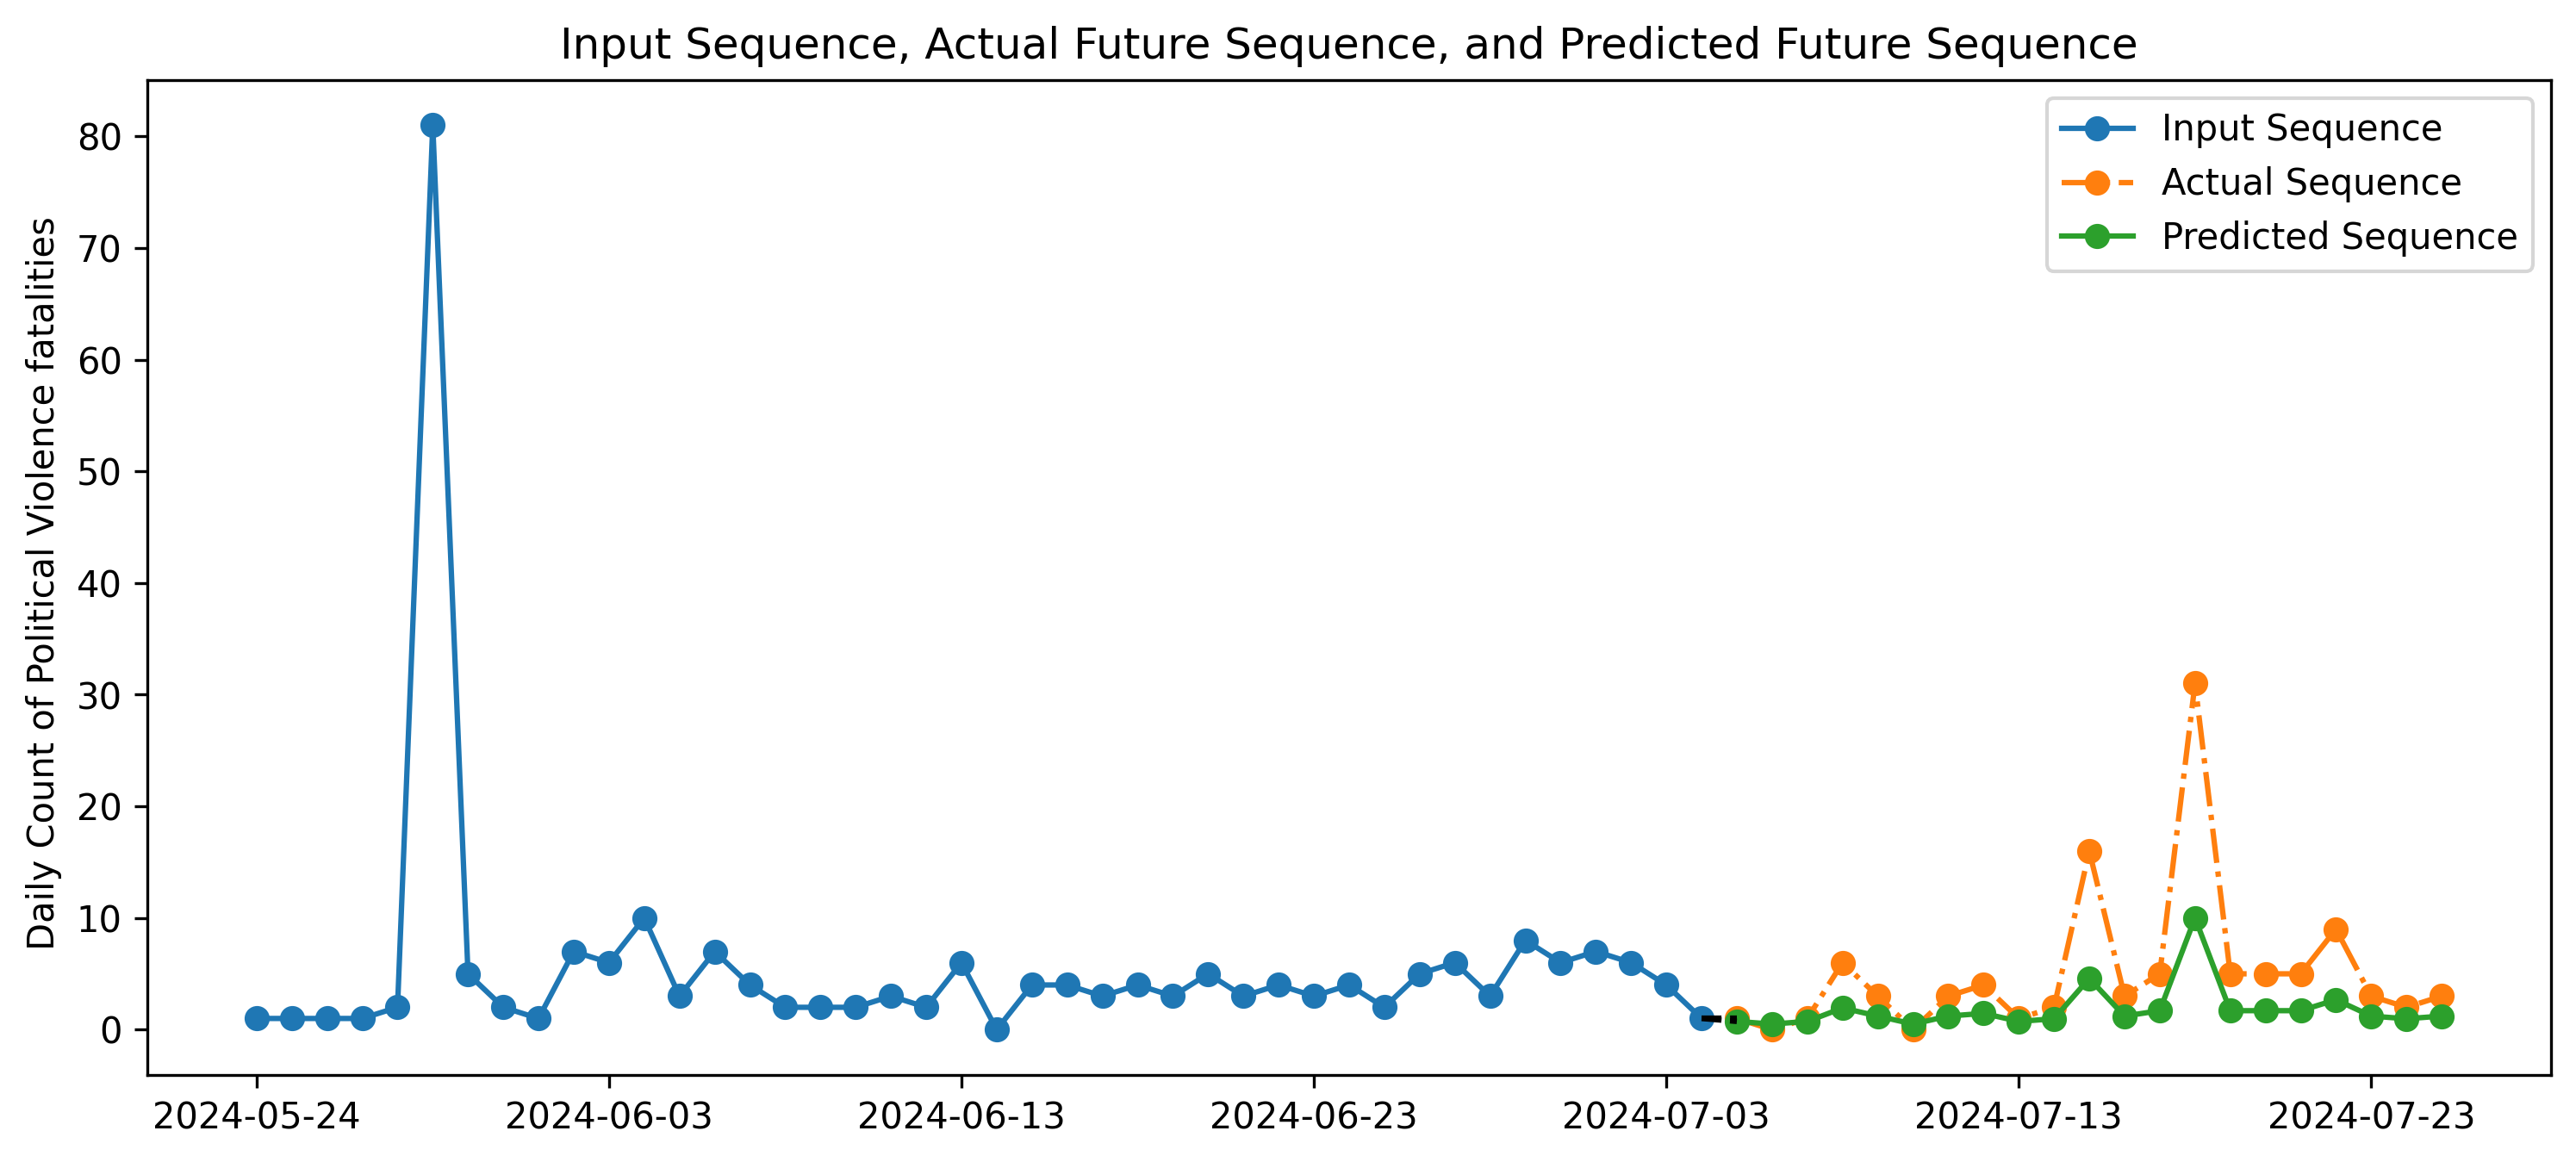 Input Sequence, Actual Future Sequence, and Predicted Future Sequence
Daily Count of Political Violence fatalities
80
70
60
50
40
30
20
10
0
Input Sequence
Actual Sequence
Predicted Sequence
2024-05-24 2024-06-03 2024-06-13 2024-06-23 2024-07-03 2024-07-13 2024-07-23